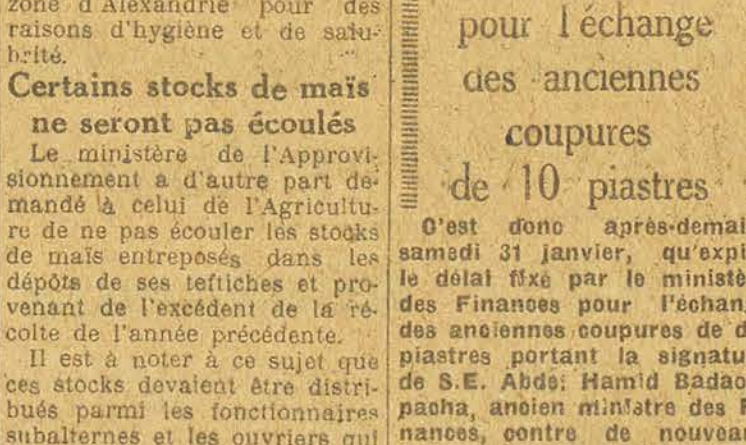 zone d'Alexandrie pour des
raisons d'hygiène et de salu-
brité.
Certains stocks de maïs
ne seront pas écoulés
Le ministère de l'Approvi-
sionnement a d'autre part de-
mandé à celui de l'Agricultu-
re de ne pas écouler les stocks
de maïs entreposés dans les
dépôts de ses teftiches et pro-
venant de l'excédent de la ré-
colte de l'année précédente.
Il est à noter à ce sujet que
ces stocks devaient être distri-
bués parmi les fonctionnaires
subalternes et les ouvriers qui
pour l'échange
des anciennes
coupures
de 10 piastres
C'est donc après-demai
samedi 31 janvier, qu'expi
le délai fixé par le ministè
des Finances pour l'échan
des anciennes coupures de d
piastres portant la signatu
de S.E. Abdel Hamid Badao
pacha, ancien ministre des F
nances, contre de nouveau